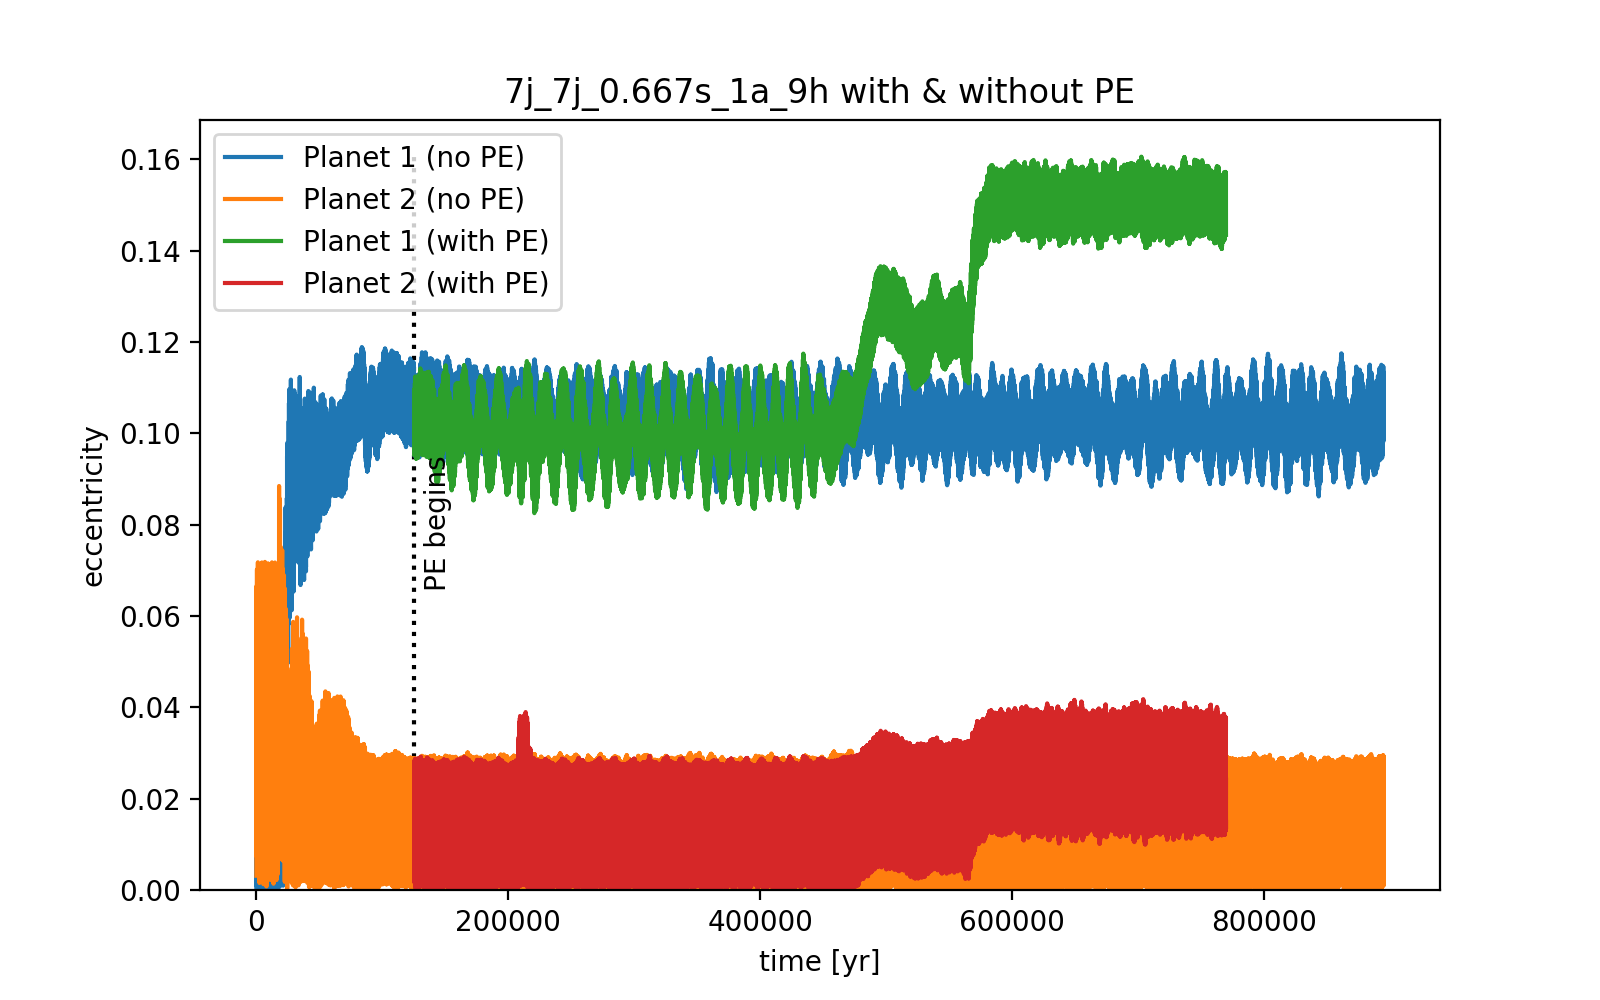 7j_7j_0.667s_1a_9h with & without PE
Planet 1 (no PE)
Planet 2 (no PE)
Planet 1 (with PE)
Planet 2 (with PE)
0.16
0.14
0.12
0.10
0.08
0.06
0.04
0.02
0.00
eccentricity
PE begins
0
200000
400000
600000
800000
time [yr]